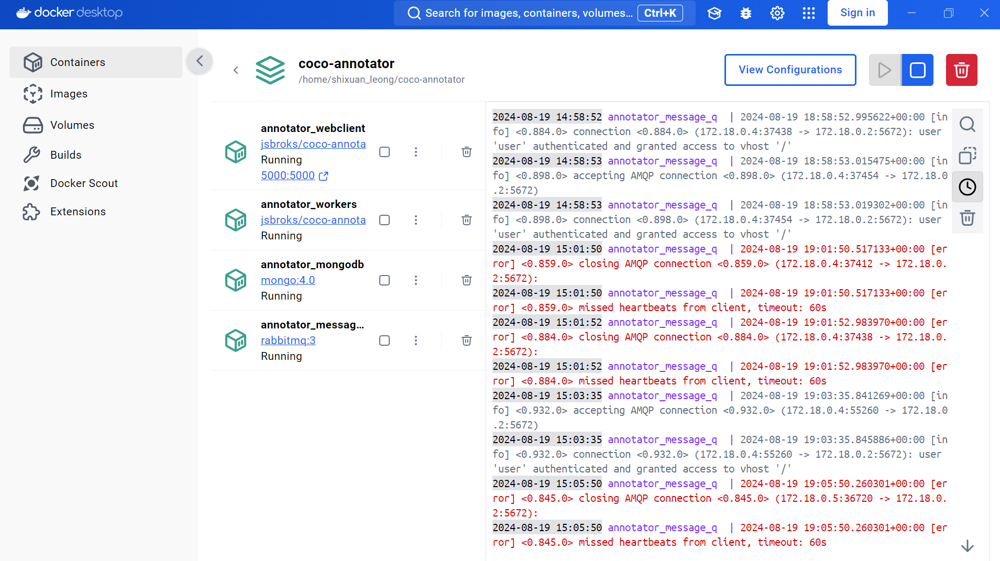 docker desktop
Search for images, containers, volumes... Ctrl+K
Sign in
Containers
Images
Volumes
Builds
Docker Scout
Extensions
coco-annotator
/home/shixuan_leong/coco-annotator
View Configurations
annotator_webclient
jsbroks/coco-annota
Running
5000:5000
annotator_workers
jsbroks/coco-annota
Running
annotator_mongodb
mongo:4.0
Running
annotator_messag...
rabbitmq:3
Running
2024-08-19 14:58:52 annotator_message_q | 2024-08-19 18:58:52.995622+00:00 [in
fo] <0.884.0> connection <0.884.0> (172.18.0.4:37438 -> 172.18.0.2:5672): user
'user' authenticated and granted access to vhost '/'
2024-08-19 14:58:53 annotator_message_q | 2024-08-19 18:58:53.015475+00:00 [in
fo] <0.898.0> accepting AMQP connection <0.898.0> (172.18.0.4:37454 -> 172.18.0
.2:5672)
2024-08-19 14:58:53 annotator_message_q | 2024-08-19 18:58:53.019302+00:00 [in
fo] <0.898.0> connection <0.898.0> (172.18.0.4:37454 -> 172.18.0.2:5672): user
'user' authenticated and granted access to vhost '/'
2024-08-19 15:01:50 annotator_message_q | 2024-08-19 19:01:50.517133+00:00 [er
ror] <0.859.0> closing AMQP connection <0.859.0> (172.18.0.4:37412 -> 172.18.0.
2:5672):
2024-08-19 15:01:50 annotator_message_q | 2024-08-19 19:01:50.517133+00:00 [er
ror] <0.859.0> missed heartbeats from client, timeout: 60s
2024-08-19 15:01:52 annotator_message_q | 2024-08-19 19:01:52.983970+00:00 [er
ror] <0.884.0> closing AMQP connection <0.884.0> (172.18.0.4:37438 -> 172.18.0.
2:5672):
2024-08-19 15:01:52 annotator_message_q | 2024-08-19 19:01:52.983970+00:00 [er
ror] <0.884.0> missed heartbeats from client, timeout: 60s
2024-08-19 15:03:35 annotator_message_q | 2024-08-19 19:03:35.841269+00:00 [in
fo] <0.932.0> accepting AMQP connection <0.932.0> (172.18.0.4:55260 -> 172.18.0
.2:5672)
2024-08-19 15:03:35 annotator_message_q | 2024-08-19 19:03:35.845886+00:00 [in
fo] <0.932.0> connection <0.932.0> (172.18.0.4:55260 -> 172.18.0.2:5672): user
'user' authenticated and granted access to vhost '/'
2024-08-19 15:05:50 annotator_message_q | 2024-08-19 19:05:50.260301+00:00 [er
ror] <0.845.0> closing AMQP connection <0.845.0> (172.18.0.5:36720 -> 172.18.0.
2:5672):
2024-08-19 15:05:50 annotator_message_q | 2024-08-19 19:05:50.260301+00:00 [er
ror] <0.845.0> missed heartbeats from client, timeout: 60s